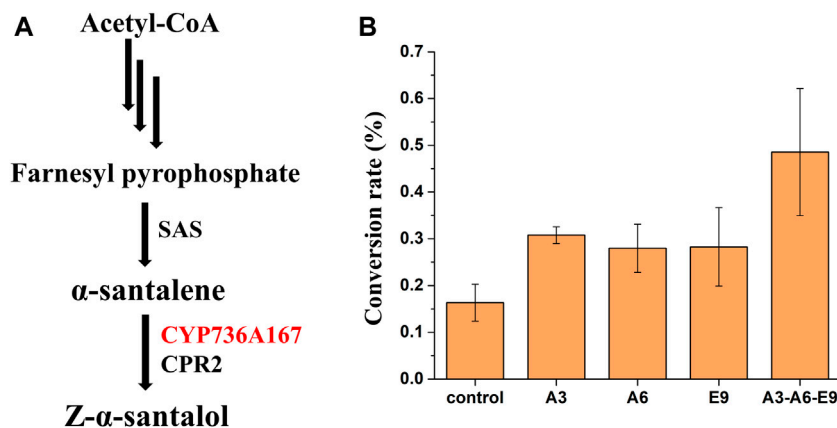 A
Acetyl-CoA
Farnesyl pyrophosphate
SAS
α-santalene
CYP736A167
CPR2
Z-α-santalol
B
Conversion rate (%)
0.7
0.6
0.5
0.4
0.3
0.2
0.1
0.0
control A3 A6 E9 A3-A6-E9